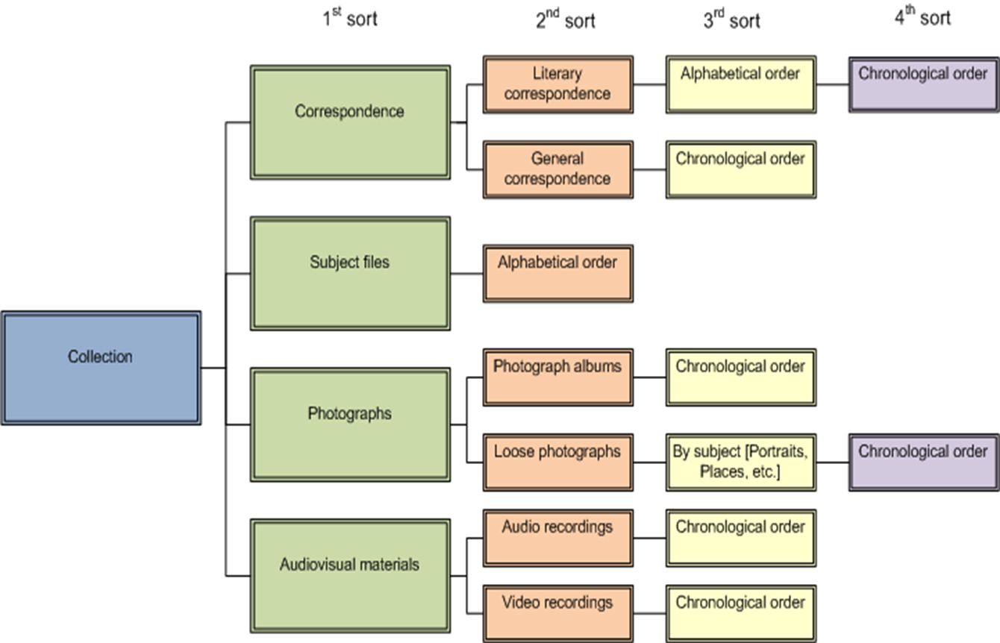 1st sort
2nd sort
3rd sort
4th sort
Collection
Correspondence
Literary
correspondence
Alphabetical order
Chronological order
General
correspondence
Chronological order
Subject files
Alphabetical order
Photographs
Photograph albums
Chronological order
Loose photographs
By subject [Portraits,
Places, etc.]
Chronological order
Audiovisual materials
Audio recordings
Chronological order
Video recordings
Chronological order